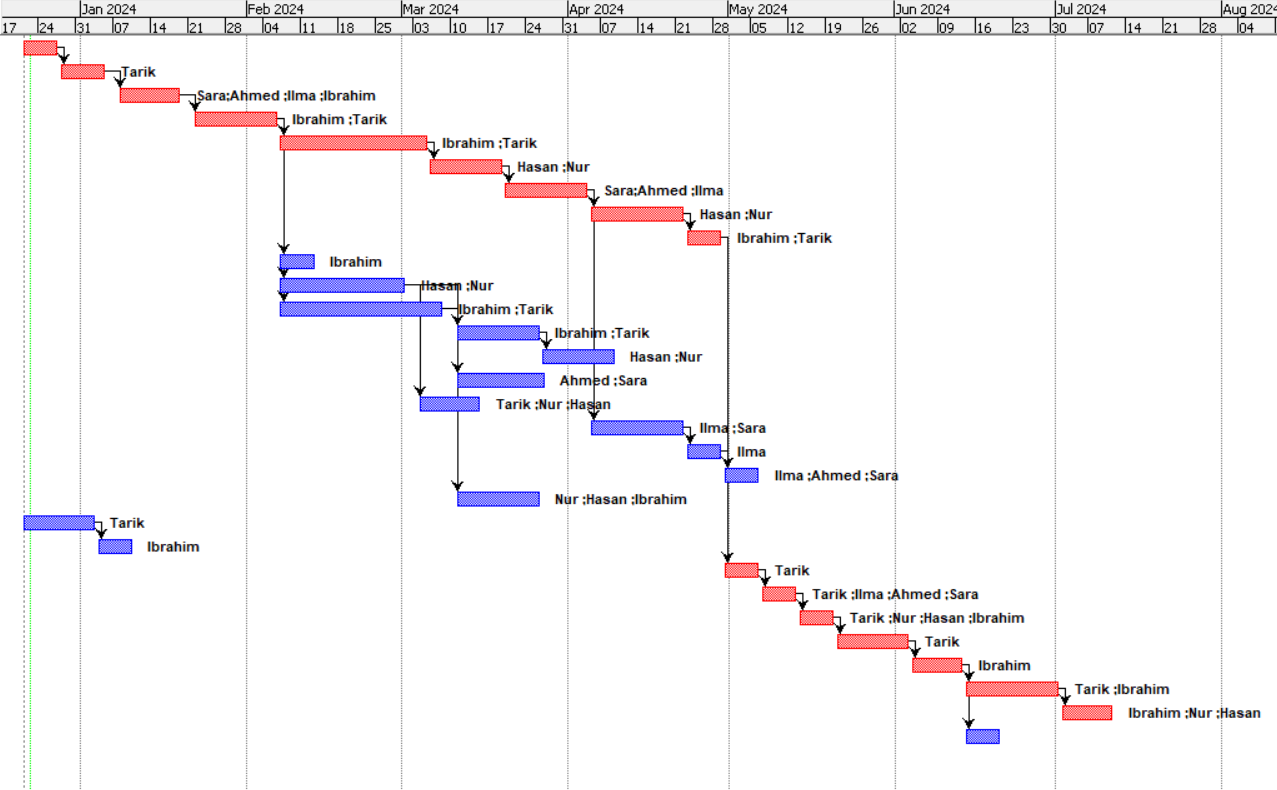 Jan 2024 Feb 2024 Mar 2024 Apr 2024 May 2024 Jun 2024 Jul 2024 Aug 2024
17 24 31 07 14 21 28 04 11 18 25 03 10 17 24 31 07 14 21 28 05 12 19 26 02 09 16 23 30 07 14 21 28 04
Tarik
Sara;Ahmed ;Ilma ;Ibrahim
Ibrahim ;Tarik
Ibrahim ;Tarik
Hasan ;Nur
Sara;Ahmed ;Ilma
Hasan ;Nur
Ibrahim ;Tarik
Ibrahim
Hasan ;Nur
Ibrahim ;Tarik
Ibrahim ;Tarik
Hasan ;Nur
Ahmed ;Sara
Tarik ;Nur ;Hasan
Ilma ;Sara
Ilma
Ilma ;Ahmed ;Sara
Nur ;Hasan ;Ibrahim
Tarik
Ibrahim
Tarik
Tarik ;Ilma ;Ahmed ;Sara
Tarik ;Nur ;Hasan ;Ibrahim
Tarik
Ibrahim
Tarik ;Ibrahim
Ibrahim ;Nur ;Hasan